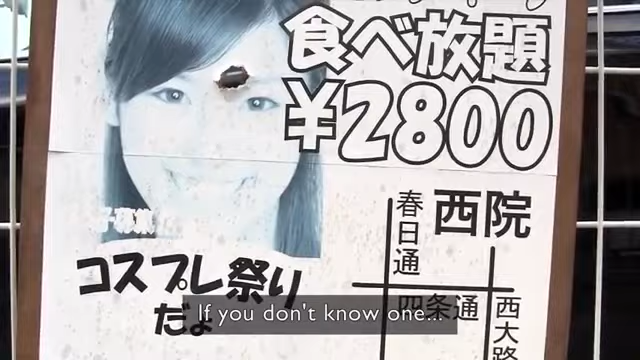 食べ放題
¥2800
西院
春日通
コスプレ祭り
だよ
四条通
西大路
If you don't know one...